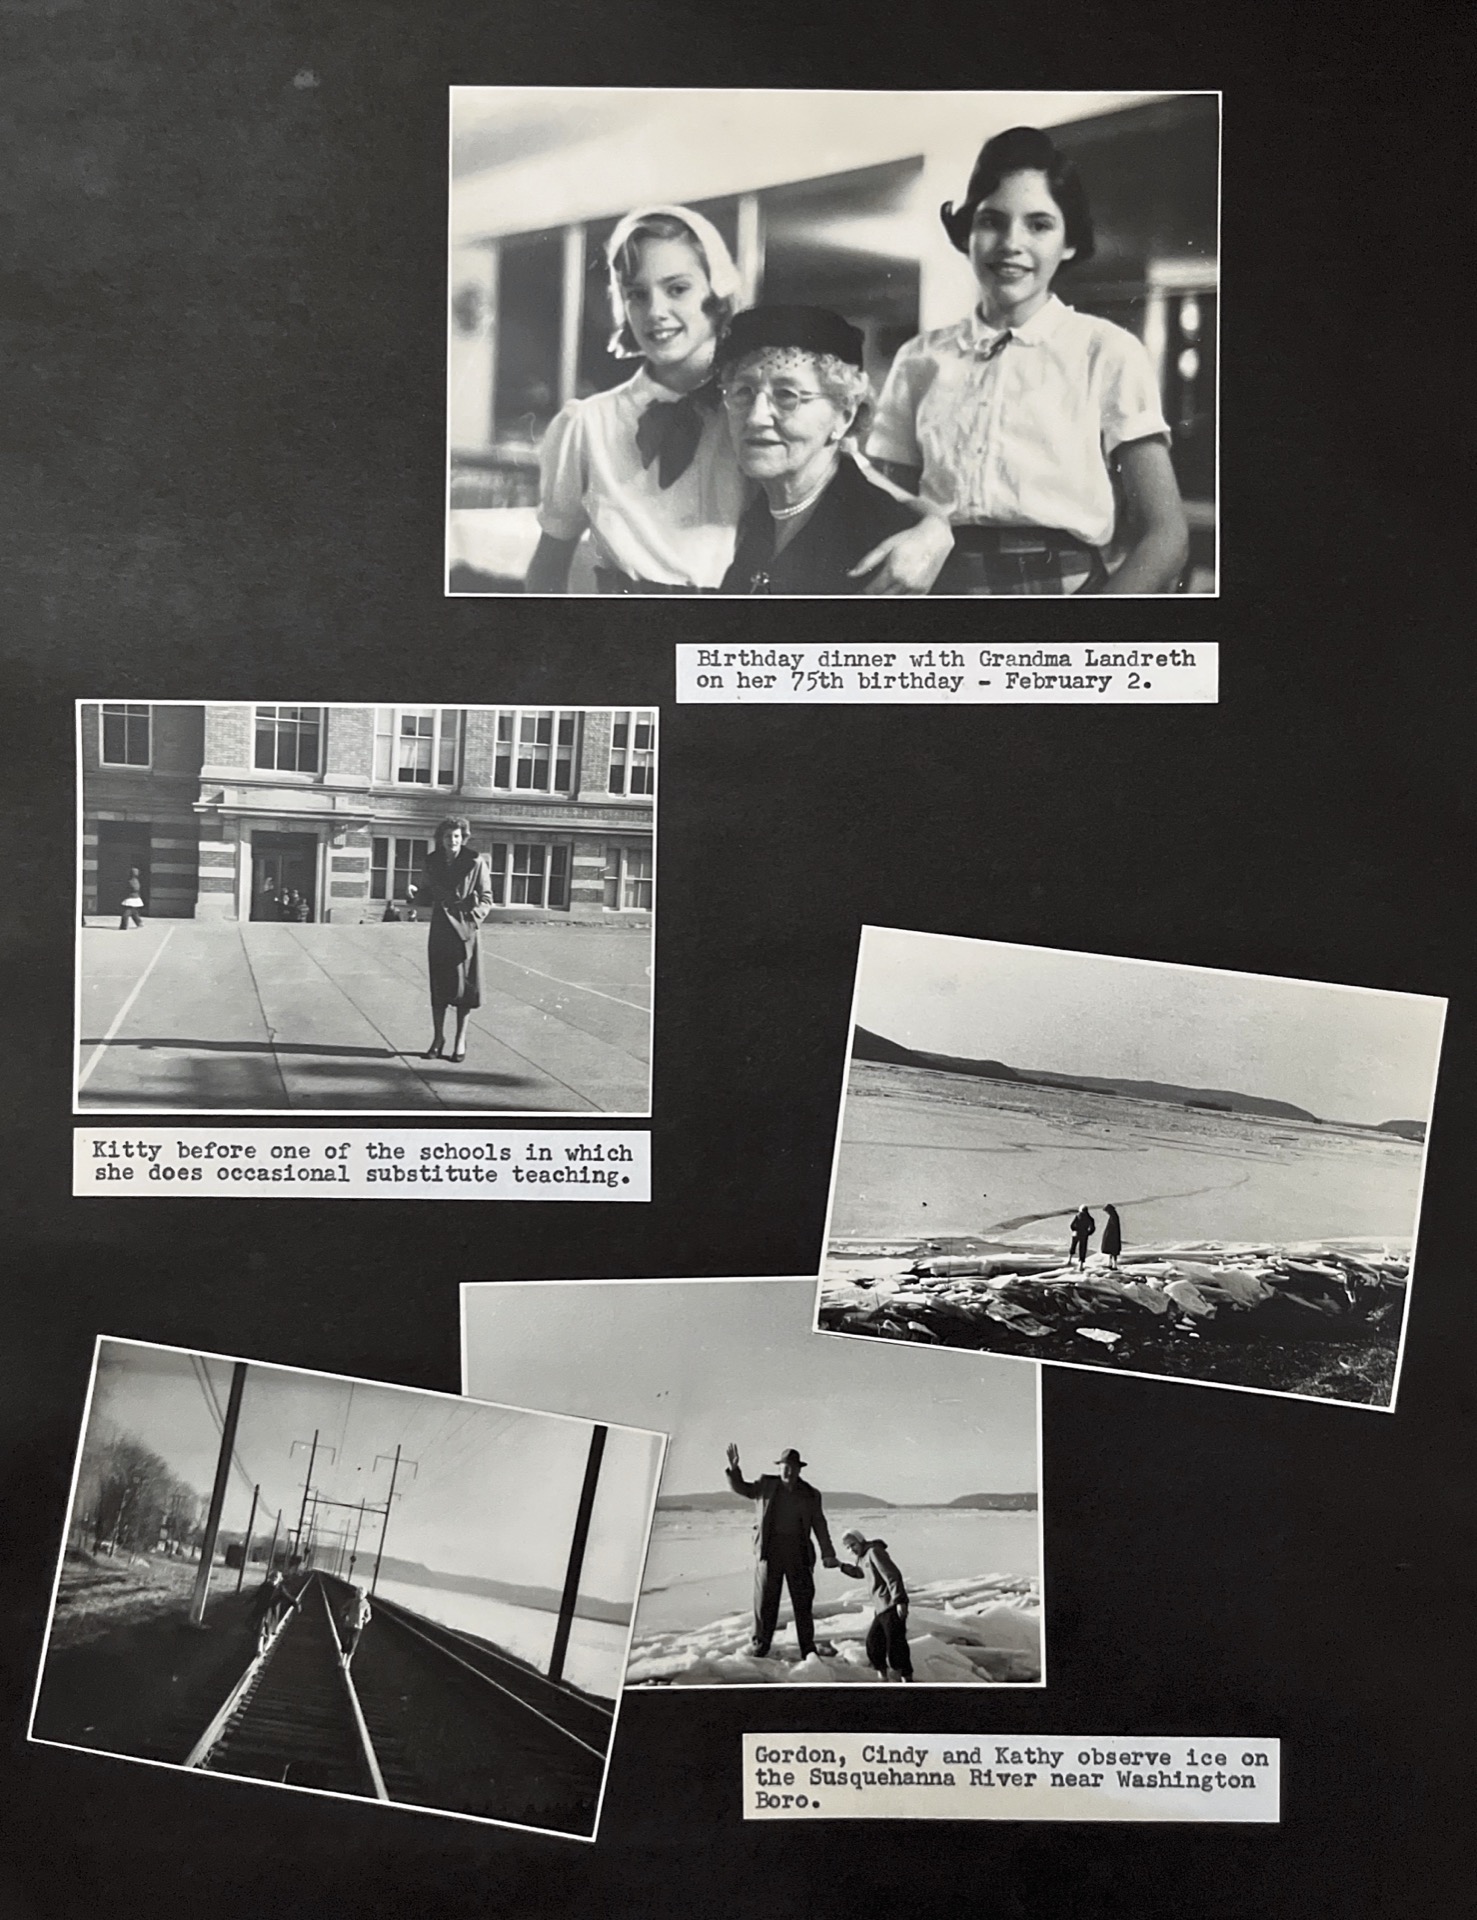 Birthday dinner with Grandma Landreth
on her 75th birthday - February 2.
Kitty before one of the schools in which
she does occasional substitute teaching.
Gordon, Cindy and Kathy observe ice on
the Susquehanna River near Washington
Boro.